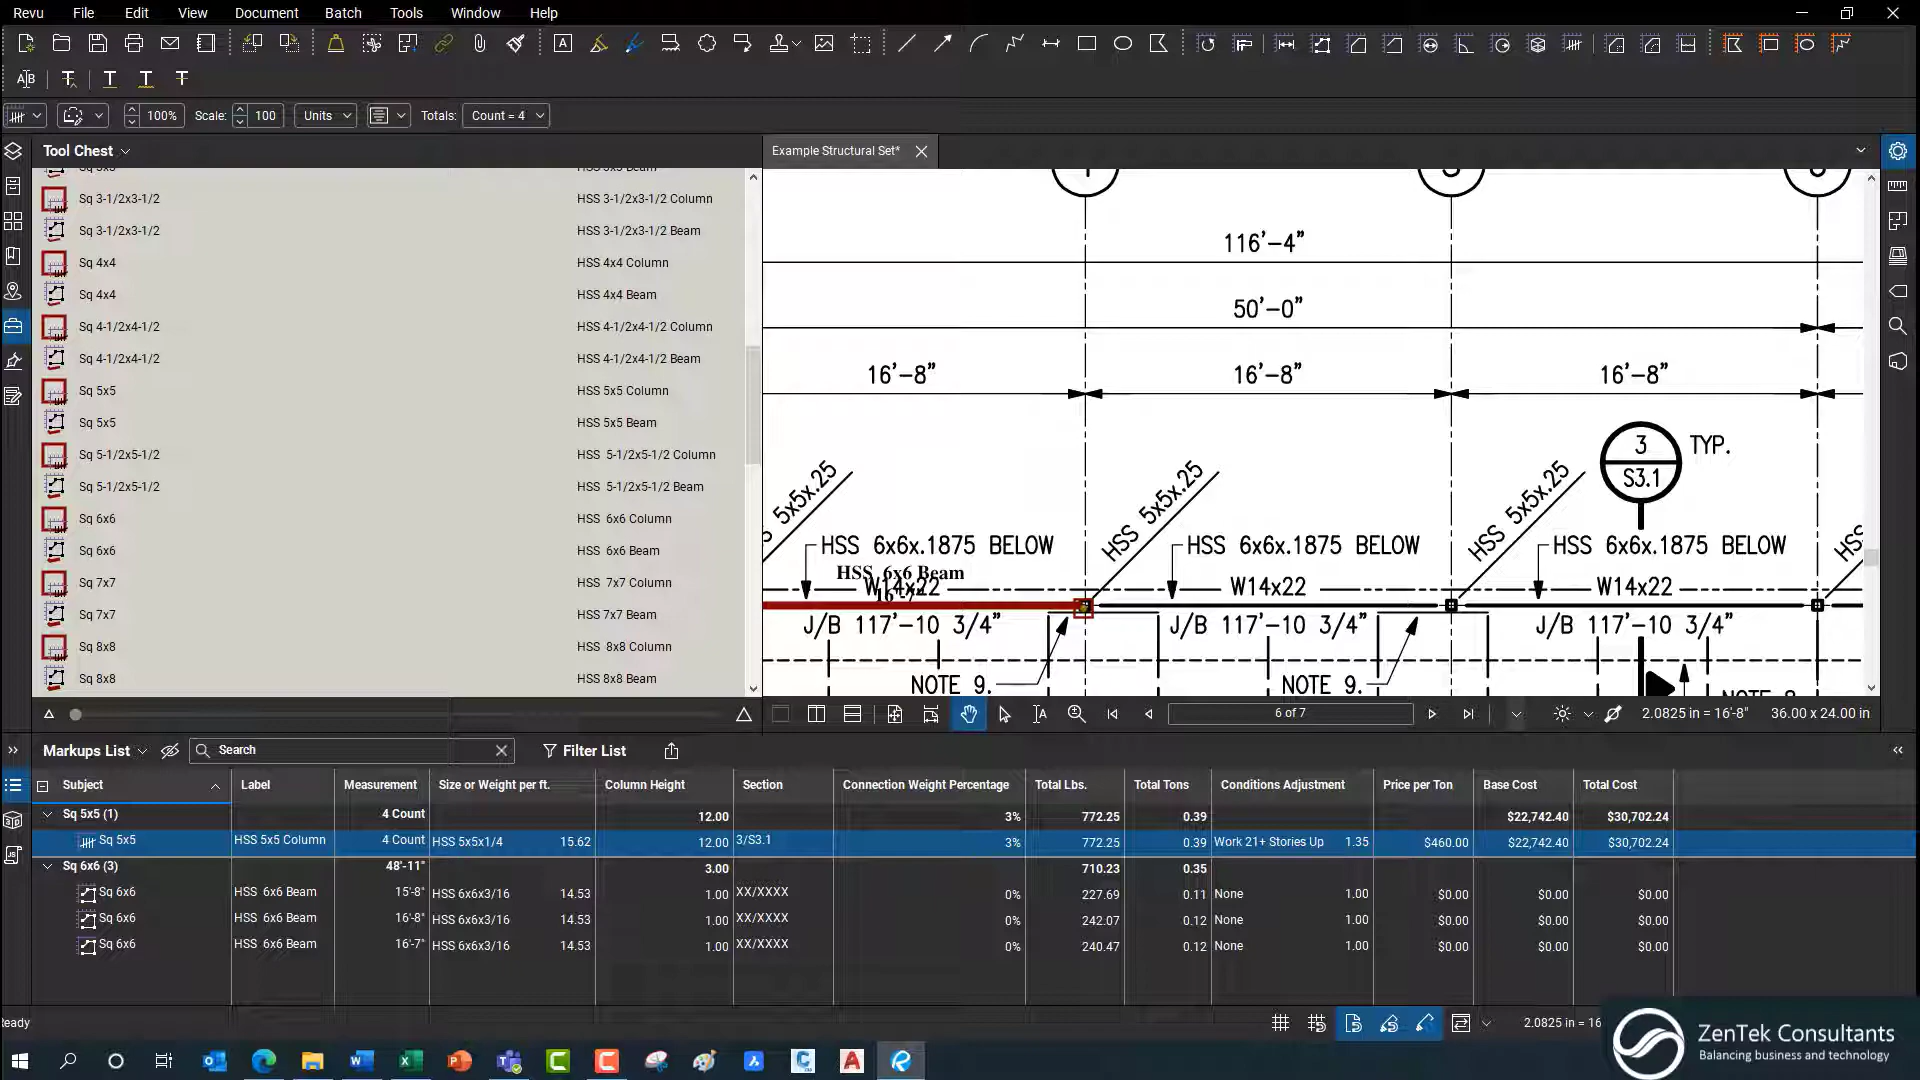 Revu File Edit View Document Batch Tools Window Help
100% Scale: 100 Units Totals: Count = 4
Tool Chest
Example Structural Set*
Sq 3-1/2x3-1/2 HSS 3-1/2x3-1/2 Column
Sq 3-1/2x3-1/2 HSS 3-1/2x3-1/2 Beam
Sq 4x4 HSS 4x4 Column
Sq 4x4 HSS 4x4 Beam
Sq 4-1/2x4-1/2 HSS 4-1/2x4-1/2 Column
Sq 4-1/2x4-1/2 HSS 4-1/2x4-1/2 Beam
Sq 5x5 HSS 5x5 Column
Sq 5x5 HSS 5x5 Beam
Sq 5-1/2x5-1/2 HSS 5-1/2x5-1/2 Column
Sq 5-1/2x5-1/2 HSS 5-1/2x5-1/2 Beam
Sq 6x6 HSS 6x6 Column
Sq 6x6 HSS 6x6 Beam
Sq 7x7 HSS 7x7 Column
Sq 7x7 HSS 7x7 Beam
Sq 8x8 HSS 8x8 Column
Sq 8x8 HSS 8x8 Beam
116'-4"
50'-0"
16'-8" 16'-8" 16'-8"
3 TYP.
S3.1
5x5x.25 HSS 5x5x.25 HSS 5x5x.25
HSS 6x6x.1875 BELOW HSS 6x6x.1875 BELOW HSS 6x6x.1875 BELOW
HSS 6x6 Beam
W14x22 W14x22 W14x22
J/B 117'-10 3/4" J/B 117'-10 3/4" J/B 117'-10 3/4"
NOTE 9. NOTE 9.
6 of 7 2.0825 in = 16'-8" 36.00 x 24.00 in
Markups List Search Filter List
Subject Label Measurement Size or Weight per ft. Column Height Section Connection Weight Percentage Total Lbs. Total Tons Conditions Adjustment Price per Ton Base Cost Total Cost
Sq 5x5 (1) 4 Count 12.00 3% 772.25 0.39 $22,742.40 $30,702.24
Sq 5x5 HSS 5x5 Column 4 Count HSS 5x5x1/4 15.62 12.00 3/S3.1 3% 772.25 0.39 Work 21+ Stories Up 1.35 $460.00 $22,742.40 $30,702.24
Sq 6x6 (3) 48'-11" 3.00 710.23 0.35
Sq 6x6 HSS 6x6 Beam 15'-8" HSS 6x6x3/16 14.53 1.00 XX/XXXX 0% 227.69 0.11 None 1.00 $0.00 $0.00 $0.00
Sq 6x6 HSS 6x6 Beam 16'-8" HSS 6x6x3/16 14.53 1.00 XX/XXXX 0% 242.07 0.12 None 1.00 $0.00 $0.00 $0.00
Sq 6x6 HSS 6x6 Beam 16'-7" HSS 6x6x3/16 14.53 1.00 XX/XXXX 0% 240.47 0.12 None 1.00 $0.00 $0.00 $0.00
eady 2.0825 in = 16
ZenTek Consultants
Balancing business and technology